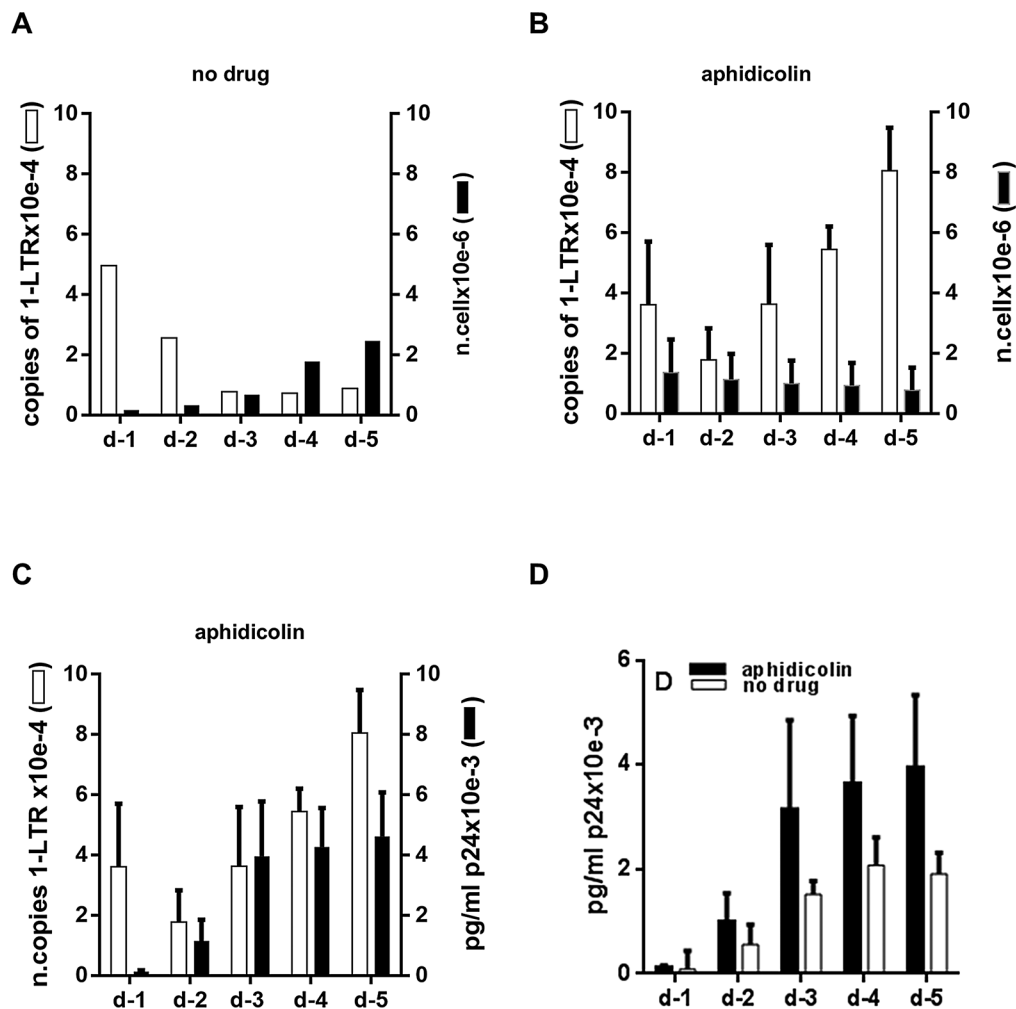 A
no drug
copies of 1-LTRx10e-4 ( )
10
8
6
4
2
0
10
8
6
4
2
0
n.cellx10e-6 ( )
d-1 d-2 d-3 d-4 d-5
B
aphidicolin
copies of 1-LTRx10e-4 ( )
10
8
6
4
2
0
10
8
6
4
2
0
n.cellx10e-6 ( )
d-1 d-2 d-3 d-4 d-5
C
aphidicolin
n.copies 1-LTR x10e-4 ( )
10
8
6
4
2
0
10
8
6
4
2
0
pg/ml p24x10e-3 ( )
d-1 d-2 d-3 d-4 d-5
D
pg/ml p24x10e-3
6
4
2
0
D
aphidicolin
no drug
d-1 d-2 d-3 d-4 d-5